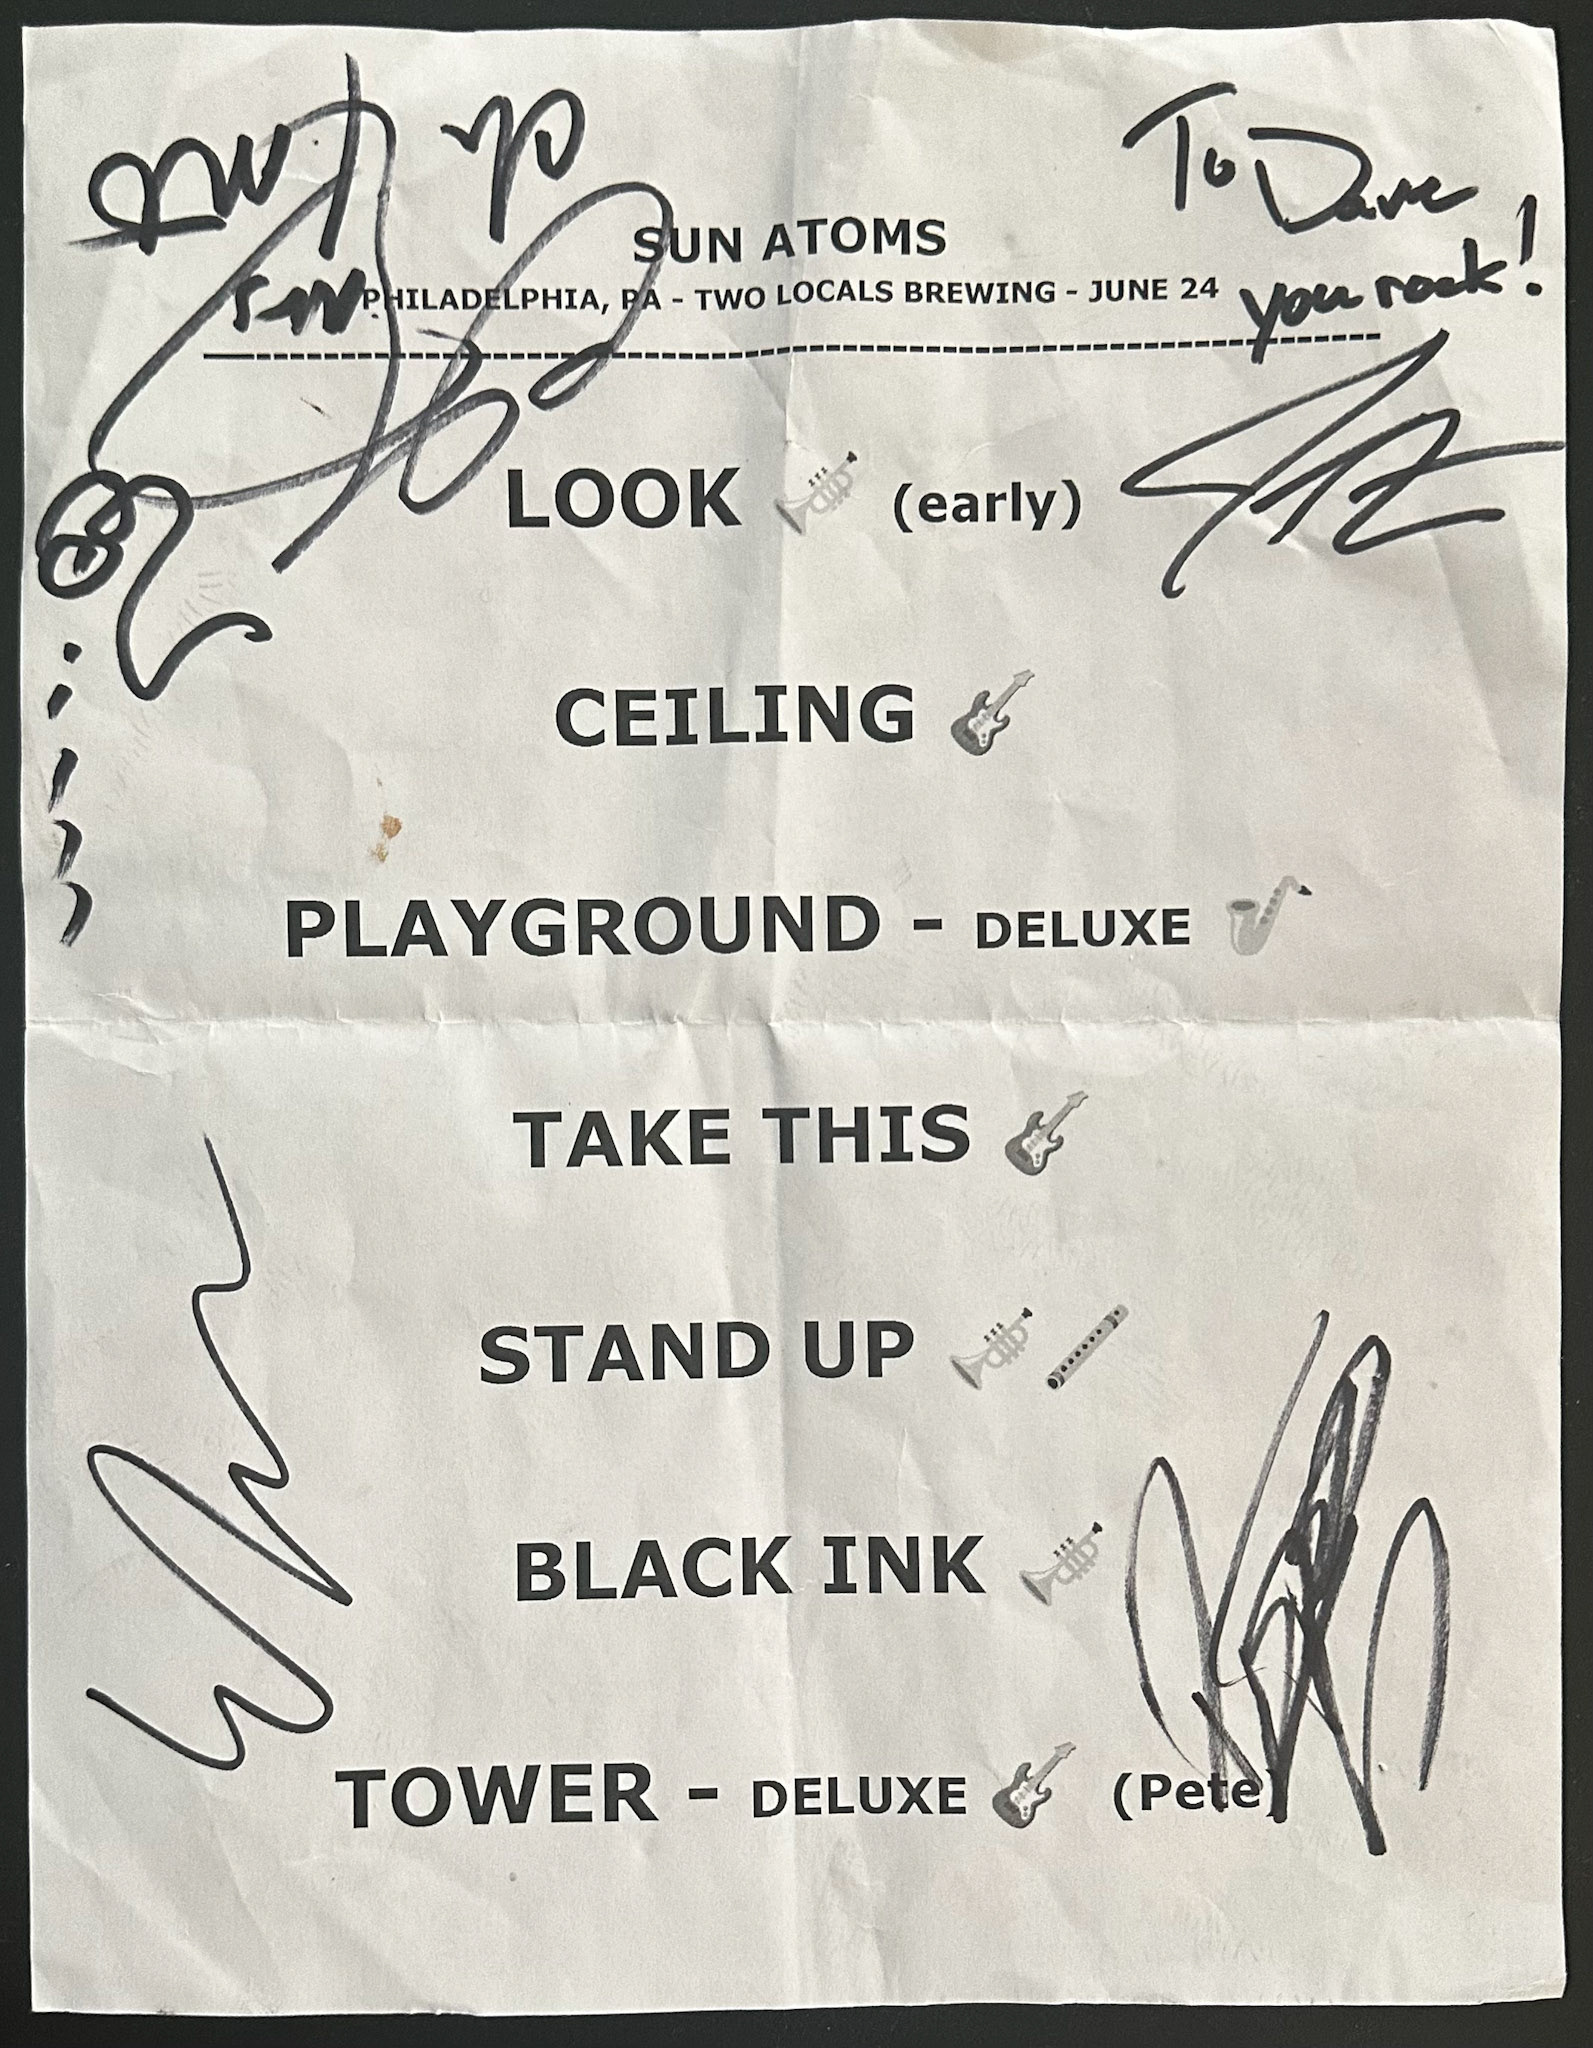 To Dave
you rock!
SUN ATOMS
PHILADELPHIA, PA - TWO LOCALS BREWING - JUNE 24
LOOK 🎺 (early)
CEILING 🎸
PLAYGROUND - DELUXE 🎷
TAKE THIS 🎸
STAND UP 🎺
BLACK INK 🎺
TOWER - DELUXE 🎸 (Pete)